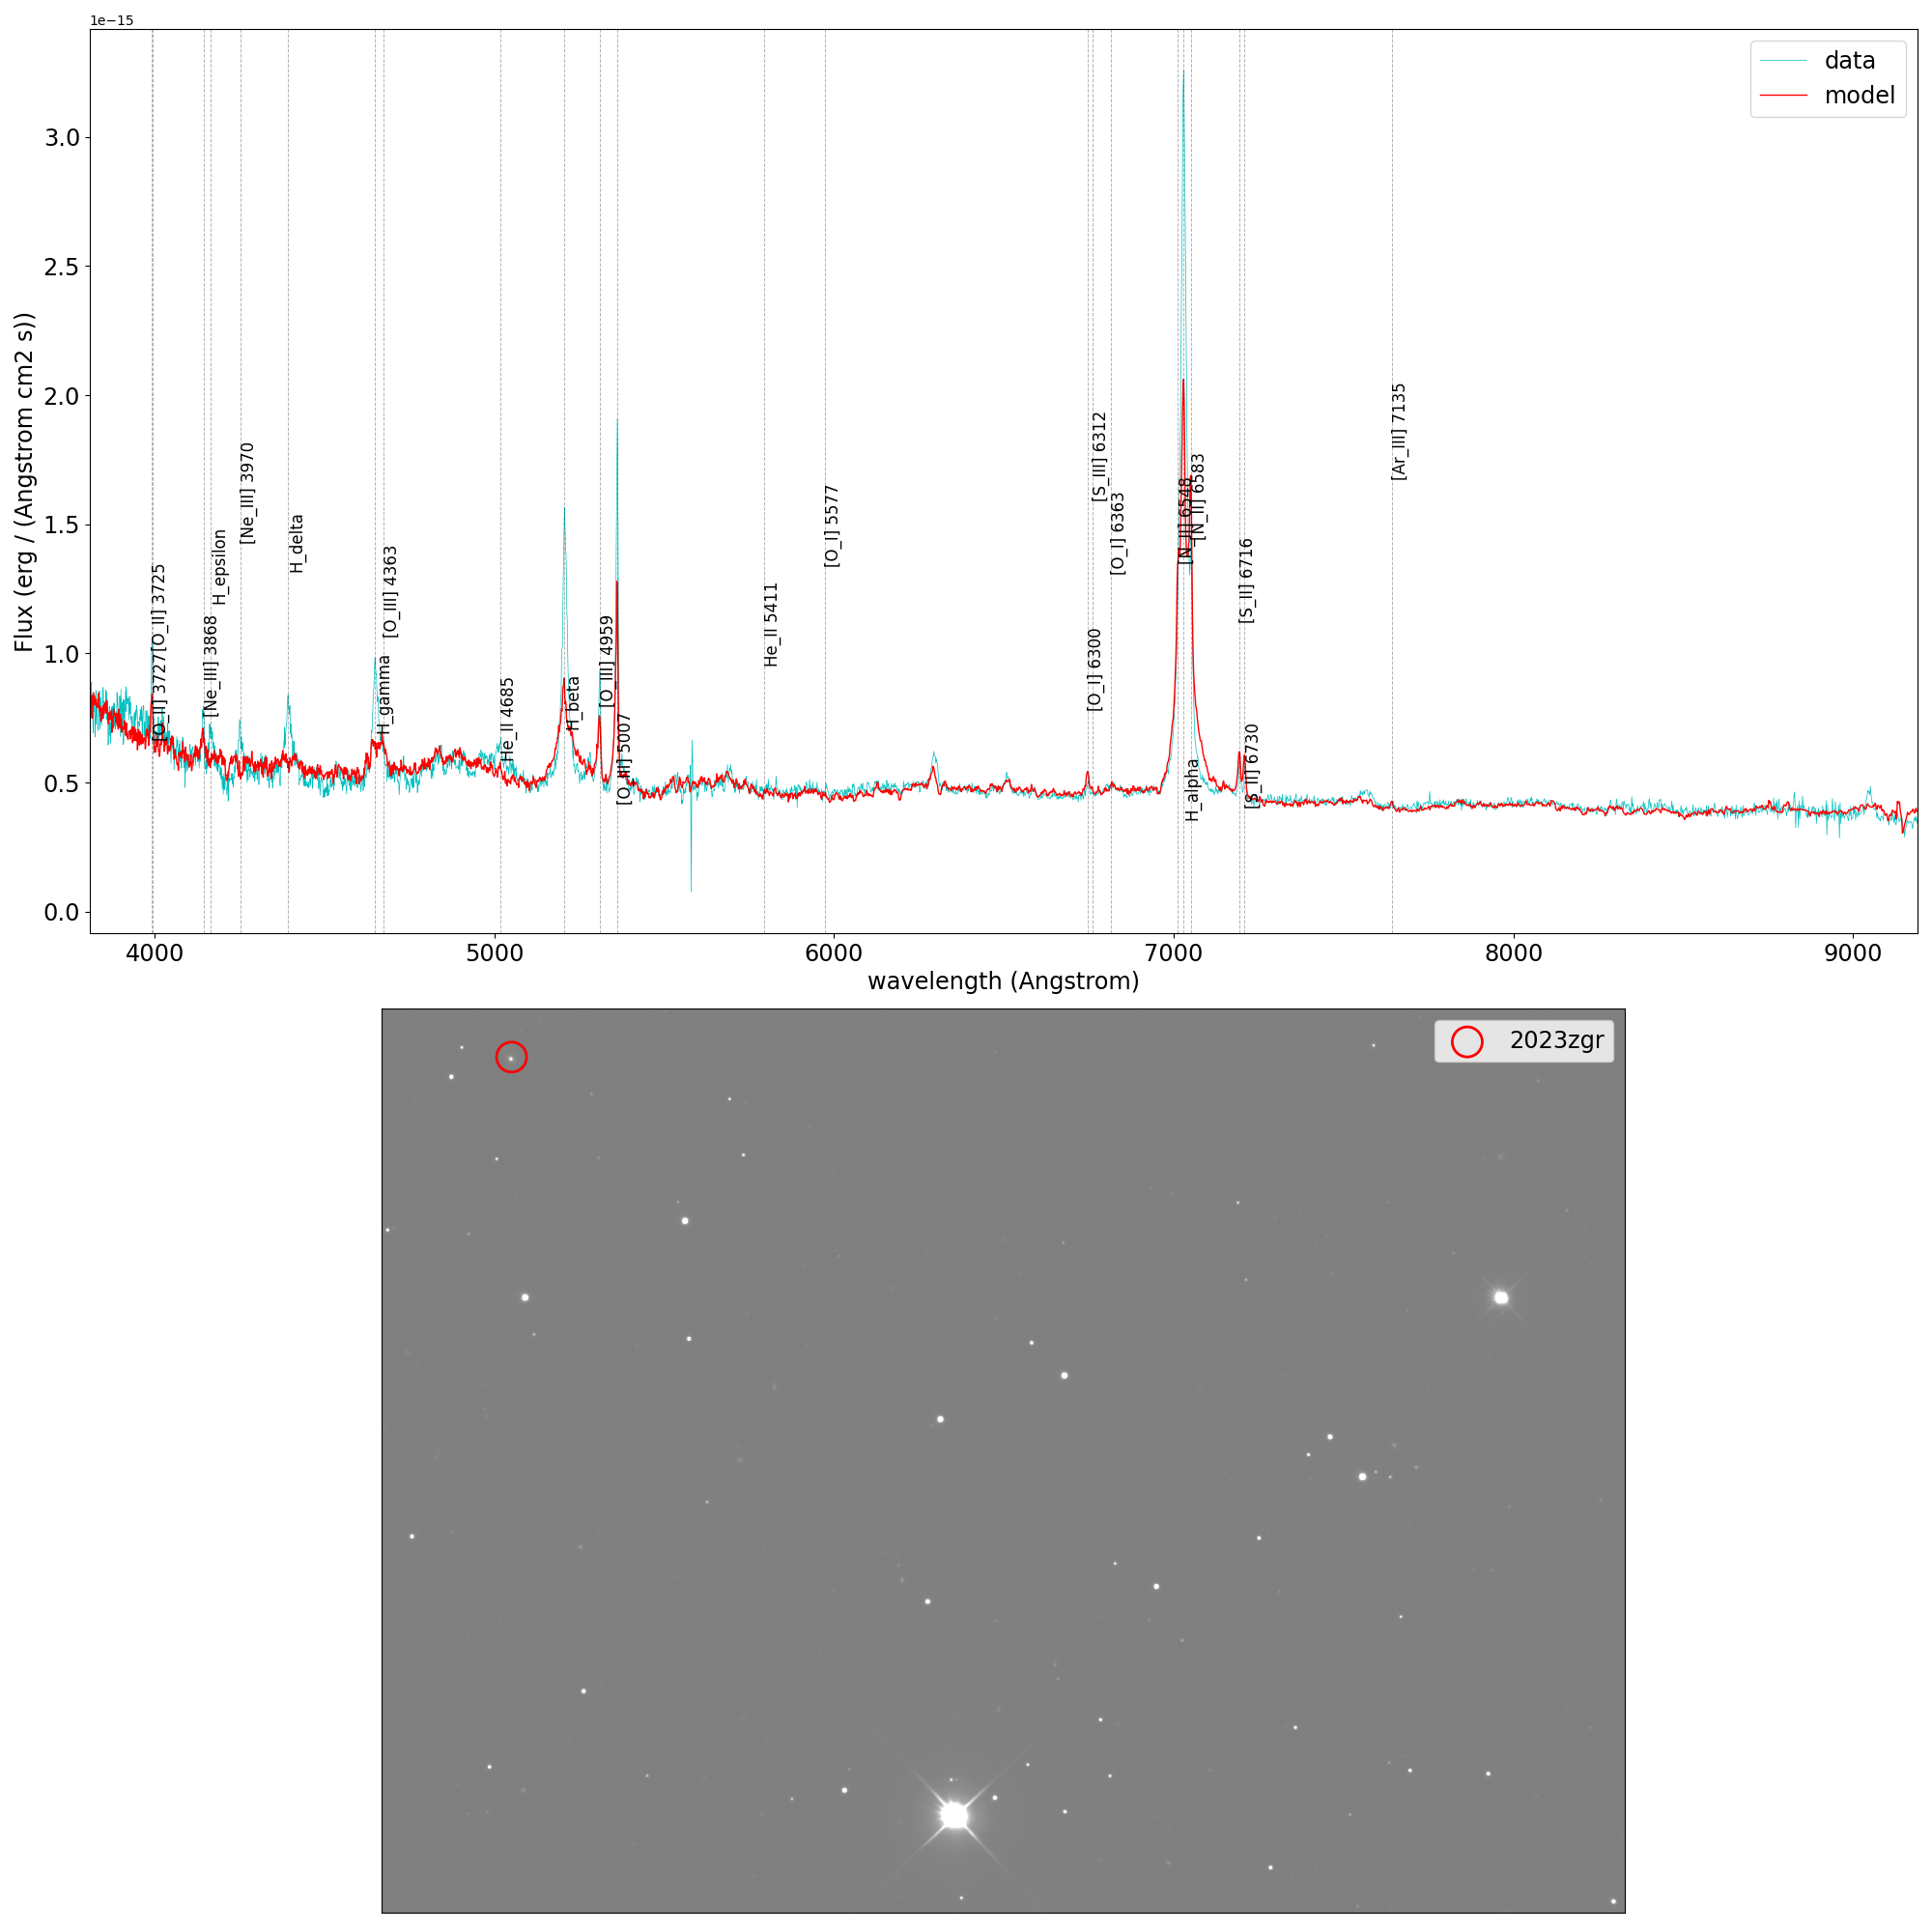 1e−15
data
model
3.0
2.5
2.0
1.5
1.0
0.5
0.0
Flux (erg / (Angstrom cm2 s))
[O_II] 3725
[O_II] 3727
[Ne_III] 3868
H_epsilon
[Ne_III] 3970
H_delta
H_gamma
[O_III] 4363
He_II 4685
H_beta
[O_III] 4959
[O_III] 5007
He_II 5411
[O_I] 5577
[O_I] 6300
[S_III] 6312
[O_I] 6363
[N_II] 6548
H_alpha
[N_II] 6583
[S_II] 6716
[S_II] 6730
[Ar_III] 7135
4000
5000
6000
7000
8000
9000
wavelength (Angstrom)
2023zgr